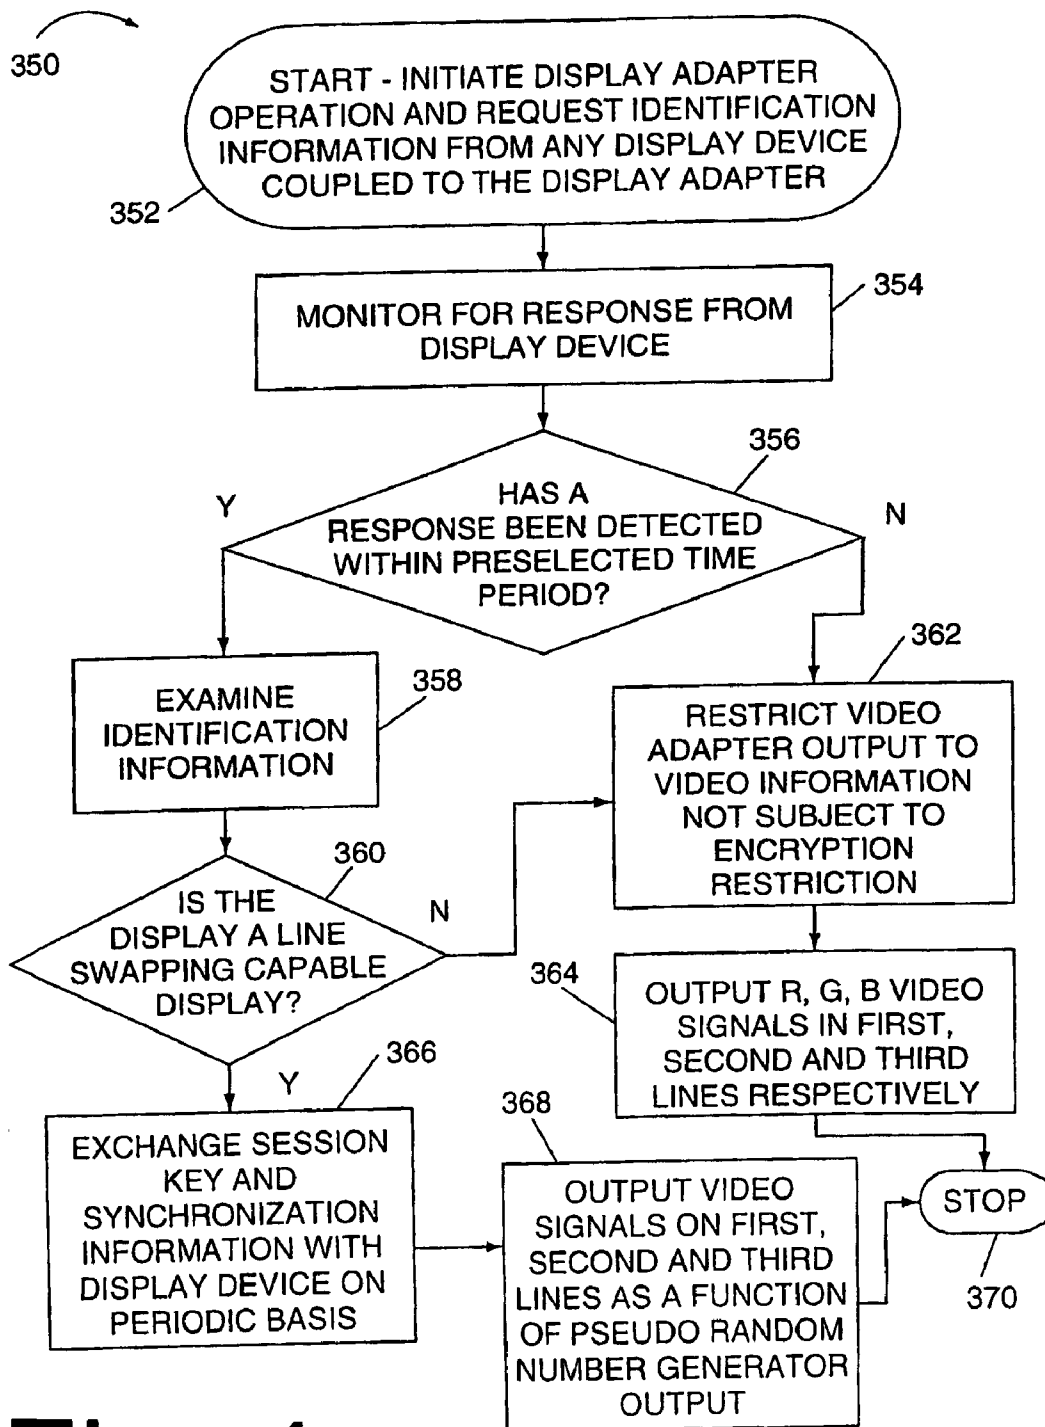 350
START - INITIATE DISPLAY ADAPTER
OPERATION AND REQUEST IDENTIFICATION
INFORMATION FROM ANY DISPLAY DEVICE
COUPLED TO THE DISPLAY ADAPTER
352
354
MONITOR FOR RESPONSE FROM
DISPLAY DEVICE
356
Y
N
HAS A
RESPONSE BEEN DETECTED
WITHIN PRESELECTED TIME
PERIOD?
358
EXAMINE
IDENTIFICATION
INFORMATION
362
RESTRICT VIDEO
ADAPTER OUTPUT TO
VIDEO INFORMATION
NOT SUBJECT TO
ENCRYPTION
RESTRICTION
360
N
IS THE
DISPLAY A LINE
SWAPPING CAPABLE
DISPLAY?
364
OUTPUT R, G, B VIDEO
SIGNALS IN FIRST,
SECOND AND THIRD
LINES RESPECTIVELY
366
Y
EXCHANGE SESSION
KEY AND
SYNCHRONIZATION
INFORMATION WITH
DISPLAY DEVICE ON
PERIODIC BASIS
368
OUTPUT VIDEO
SIGNALS ON FIRST,
SECOND AND THIRD
LINES AS A FUNCTION
OF PSEUDO RANDOM
NUMBER GENERATOR
OUTPUT
STOP
370